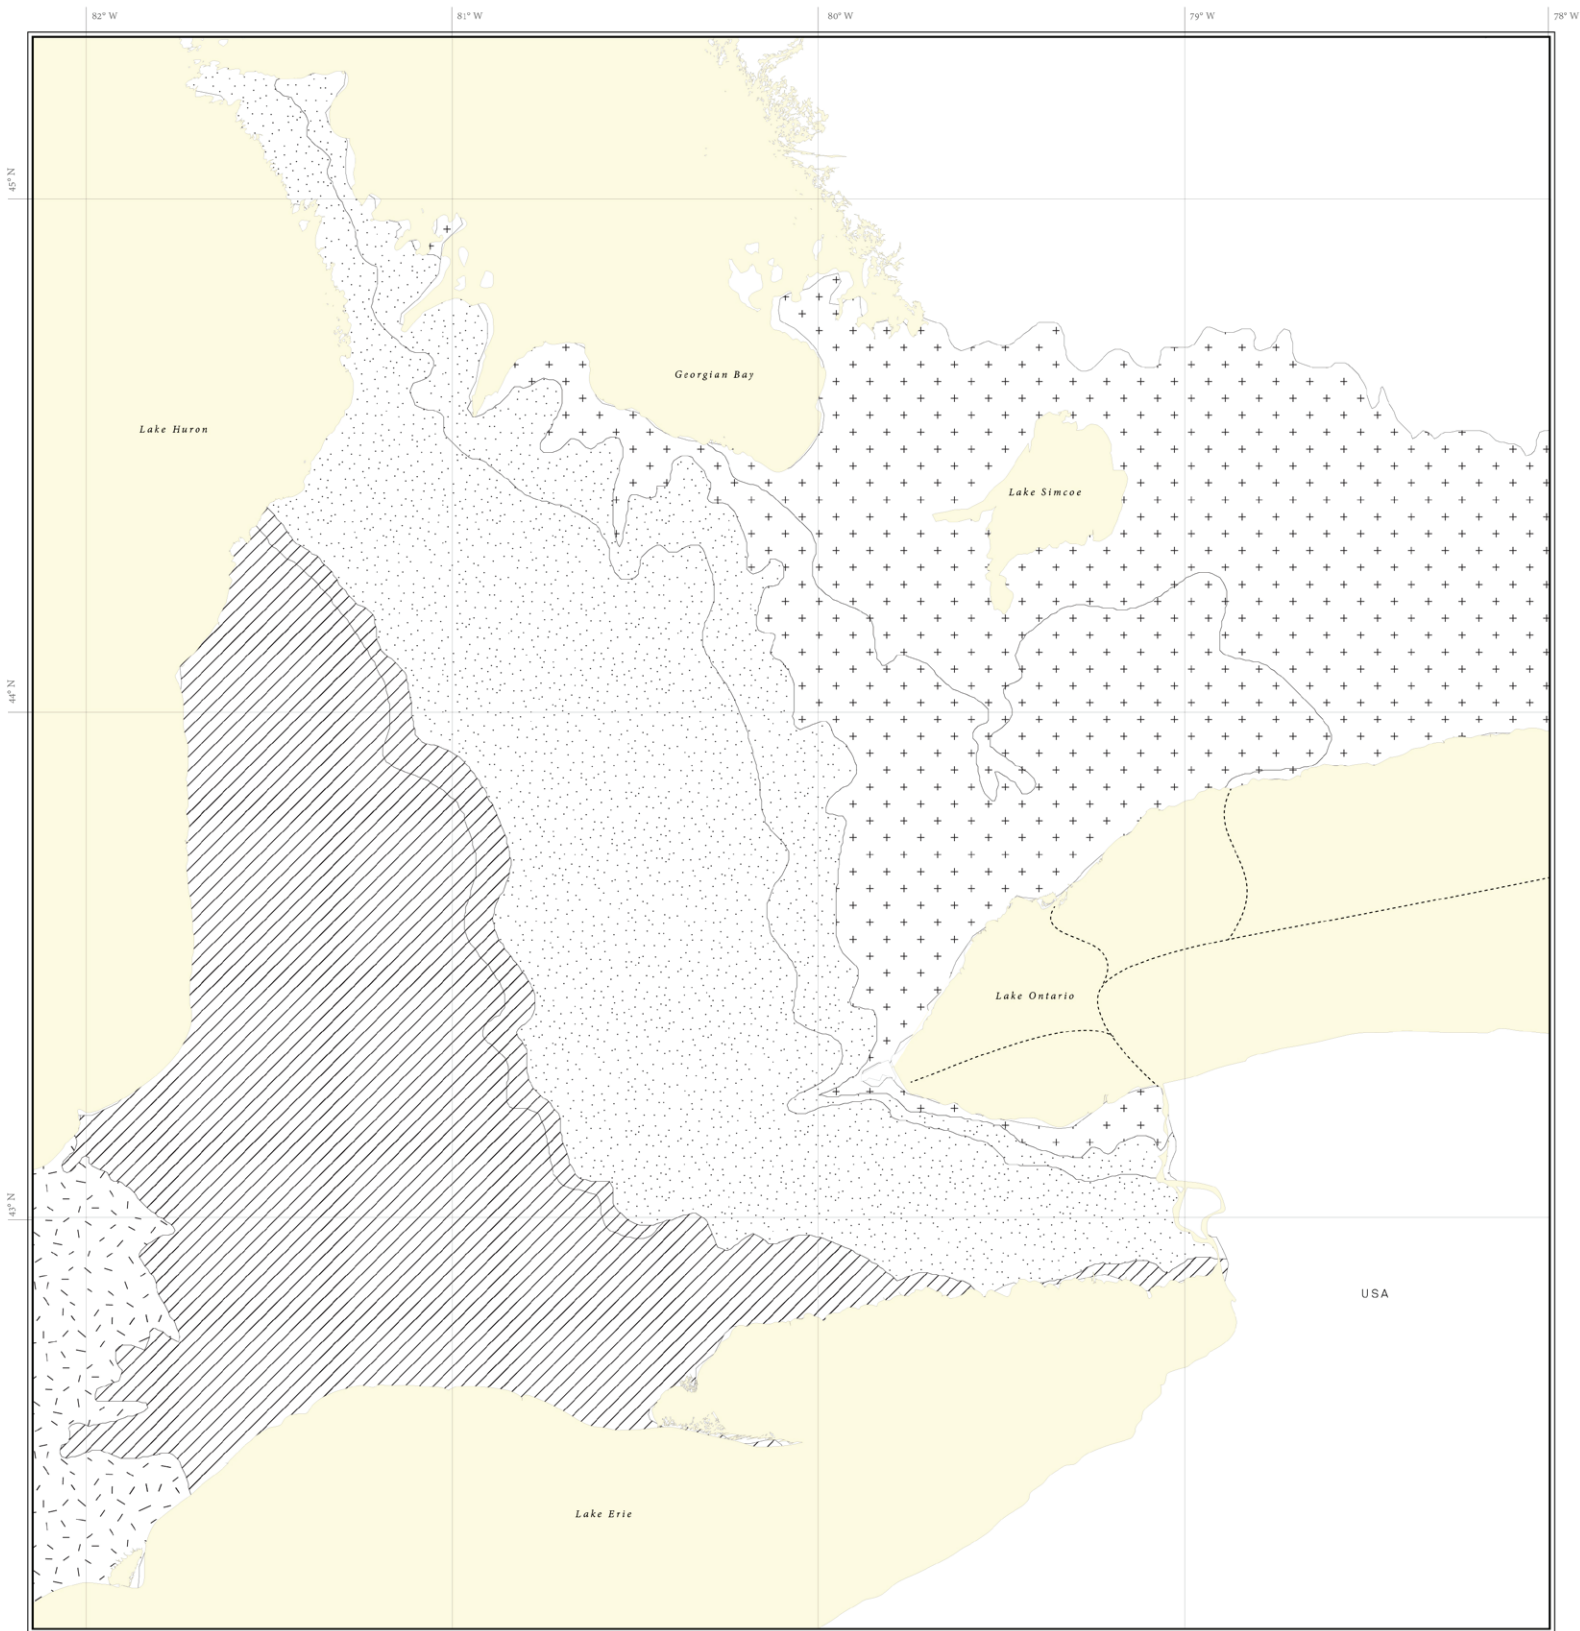 82° W 81° W 80° W 79° W 78° W
45° N
Georgian Bay
Lake Huron
Lake Simcoe
44° N
Lake Ontario
43° N
USA
Lake Erie